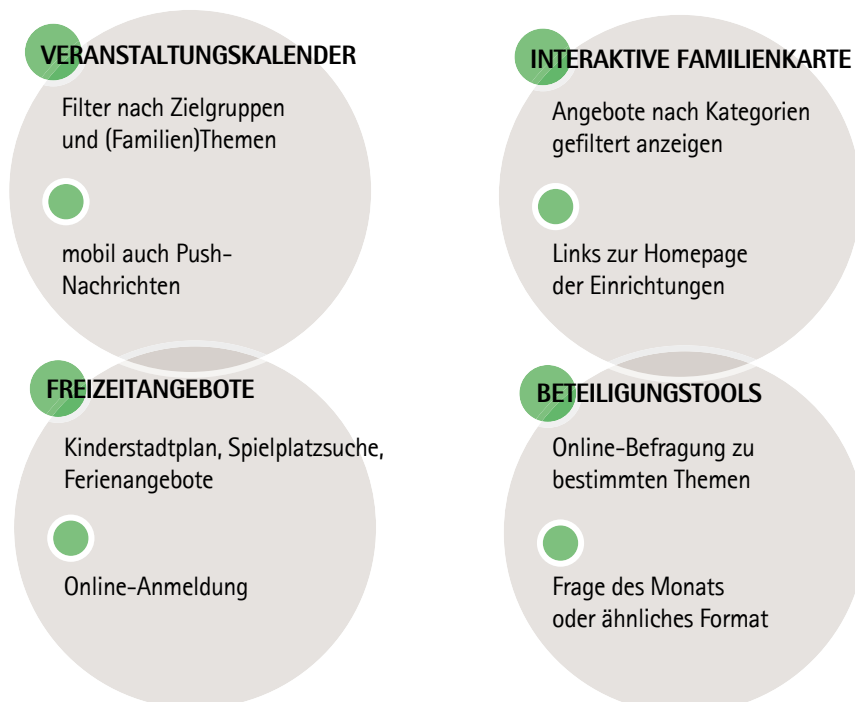 VERANSTALTUNGSKALENDER
Filter nach Zielgruppen
und (Familien)Themen
mobil auch Push-
Nachrichten
INTERAKTIVE FAMILIENKARTE
Angebote nach Kategorien
gefiltert anzeigen
Links zur Homepage
der Einrichtungen
FREIZEITANGEBOTE
Kinderstadtplan, Spielplatzsuche,
Ferienangebote
Online-Anmeldung
BETEILIGUNGSTOOLS
Online-Befragung zu
bestimmten Themen
Frage des Monats
oder ähnliches Format